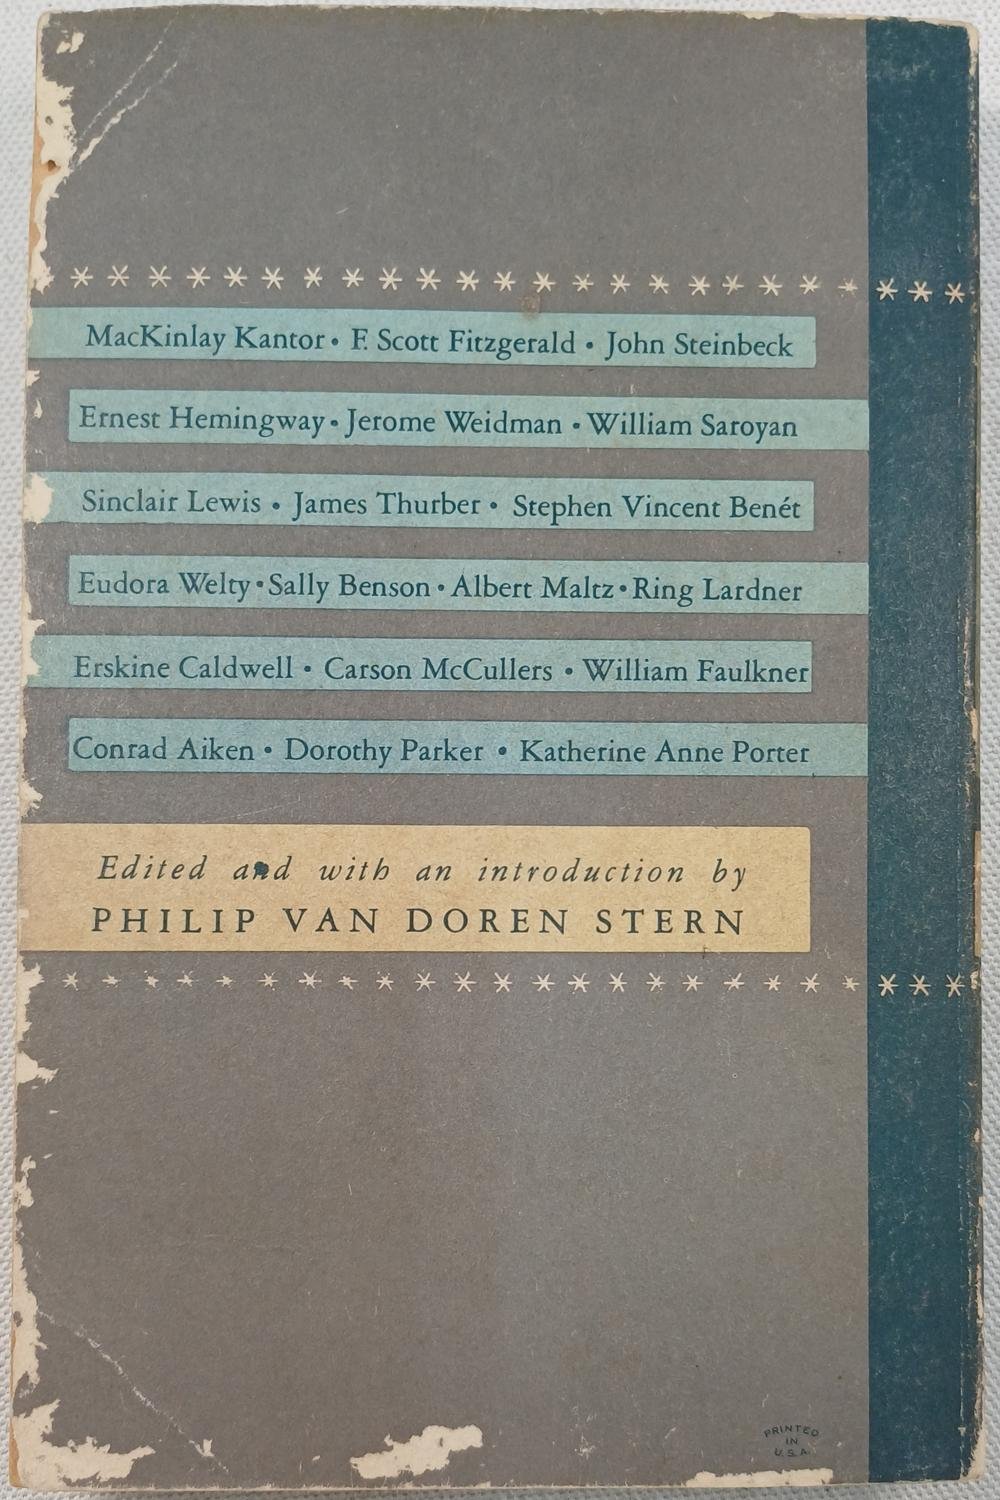 MacKinlay Kantor • F. Scott Fitzgerald • John Steinbeck
Ernest Hemingway • Jerome Weidman • William Saroyan
Sinclair Lewis • James Thurber • Stephen Vincent Benét
Eudora Welty • Sally Benson • Albert Maltz • Ring Lardner
Erskine Caldwell • Carson McCullers • William Faulkner
Conrad Aiken • Dorothy Parker • Katherine Anne Porter
Edited and with an introduction by
PHILIP VAN DOREN STERN
PRINTED
IN
U.S.A.